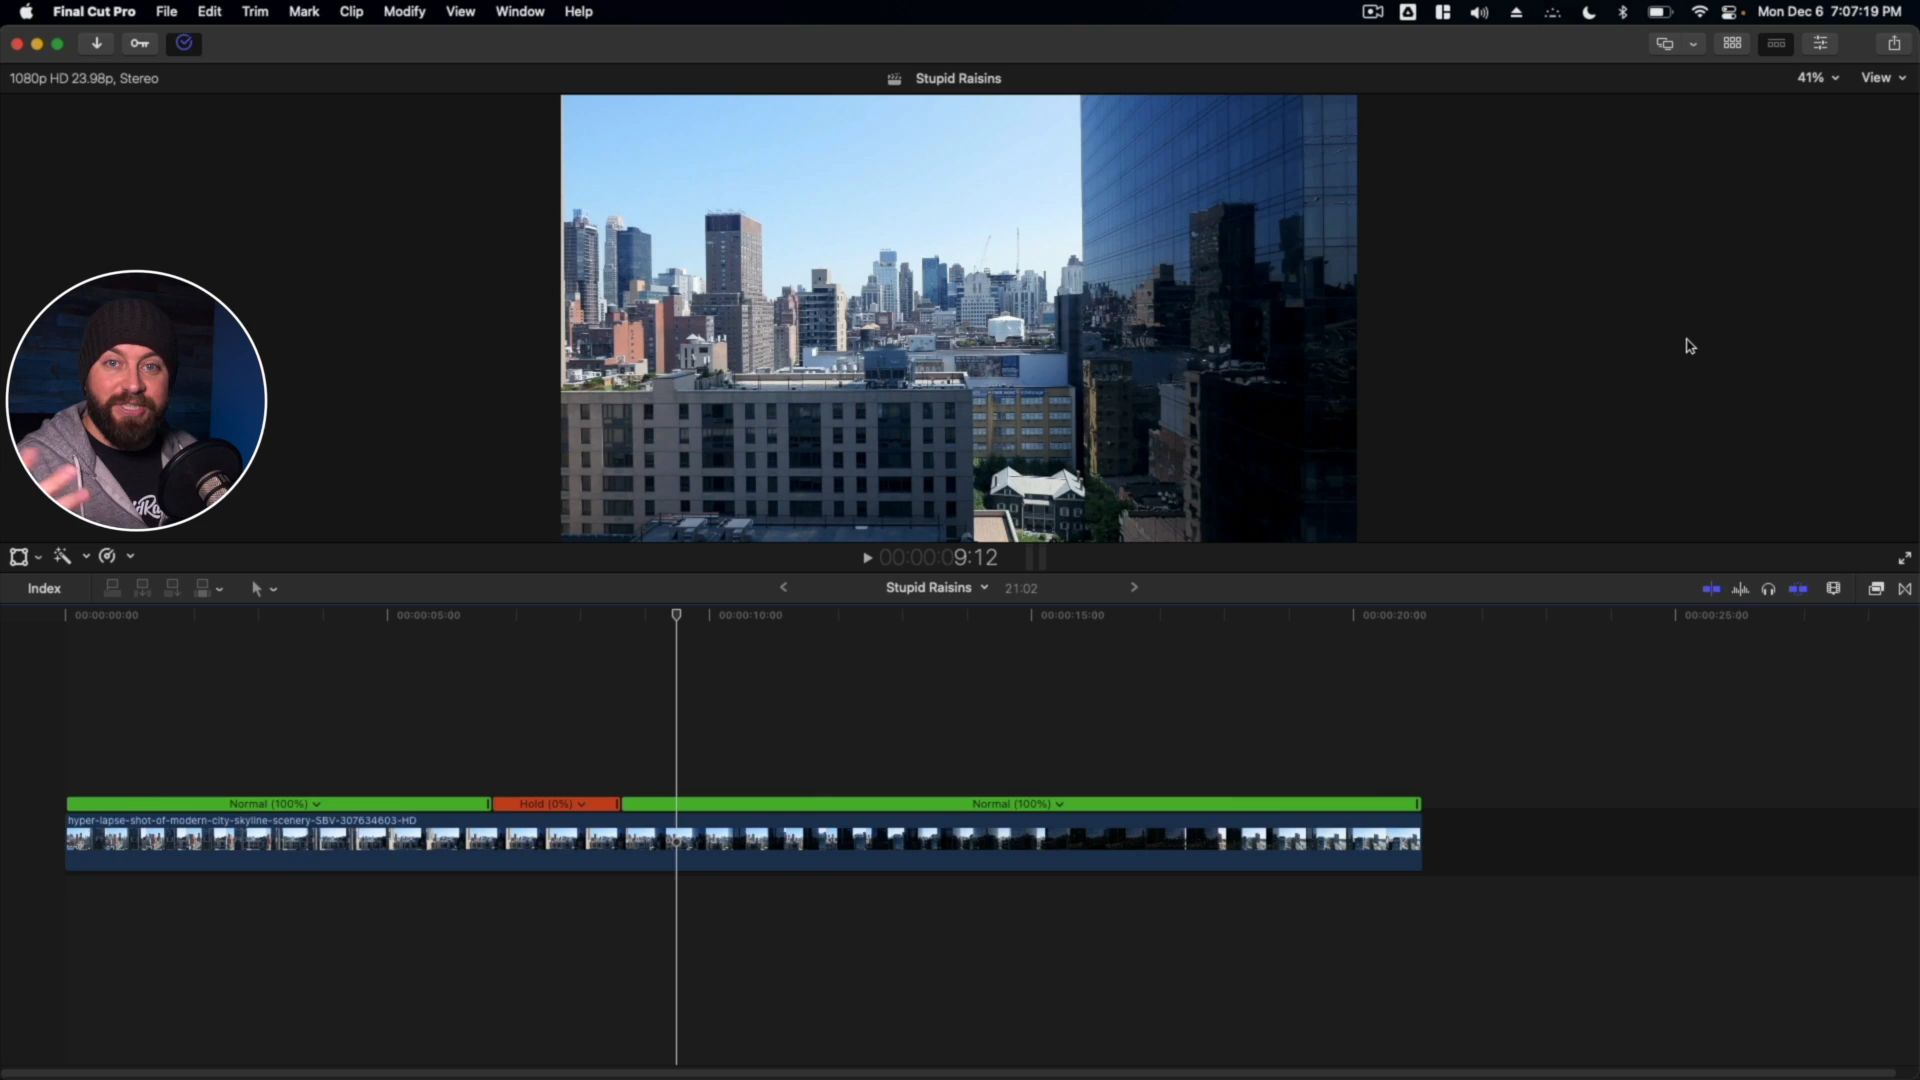 Final Cut Pro File Edit Trim Mark Clip Modify View Window Help Mon Dec 6 7:07:19 PM
1080p HD 23.98p, Stereo Stupid Raisins 41% View
00:00:09:12
Index Stupid Raisins 21:02
00:00:00:00 00:00:05:00 00:00:10:00 00:00:15:00 00:00:20:00 00:00:25:00
Normal (100%) Hold (0%) Normal (100%)
hyper-lapse-shot-of-modern-city-skyline-scenery-SBV-307634603-HD